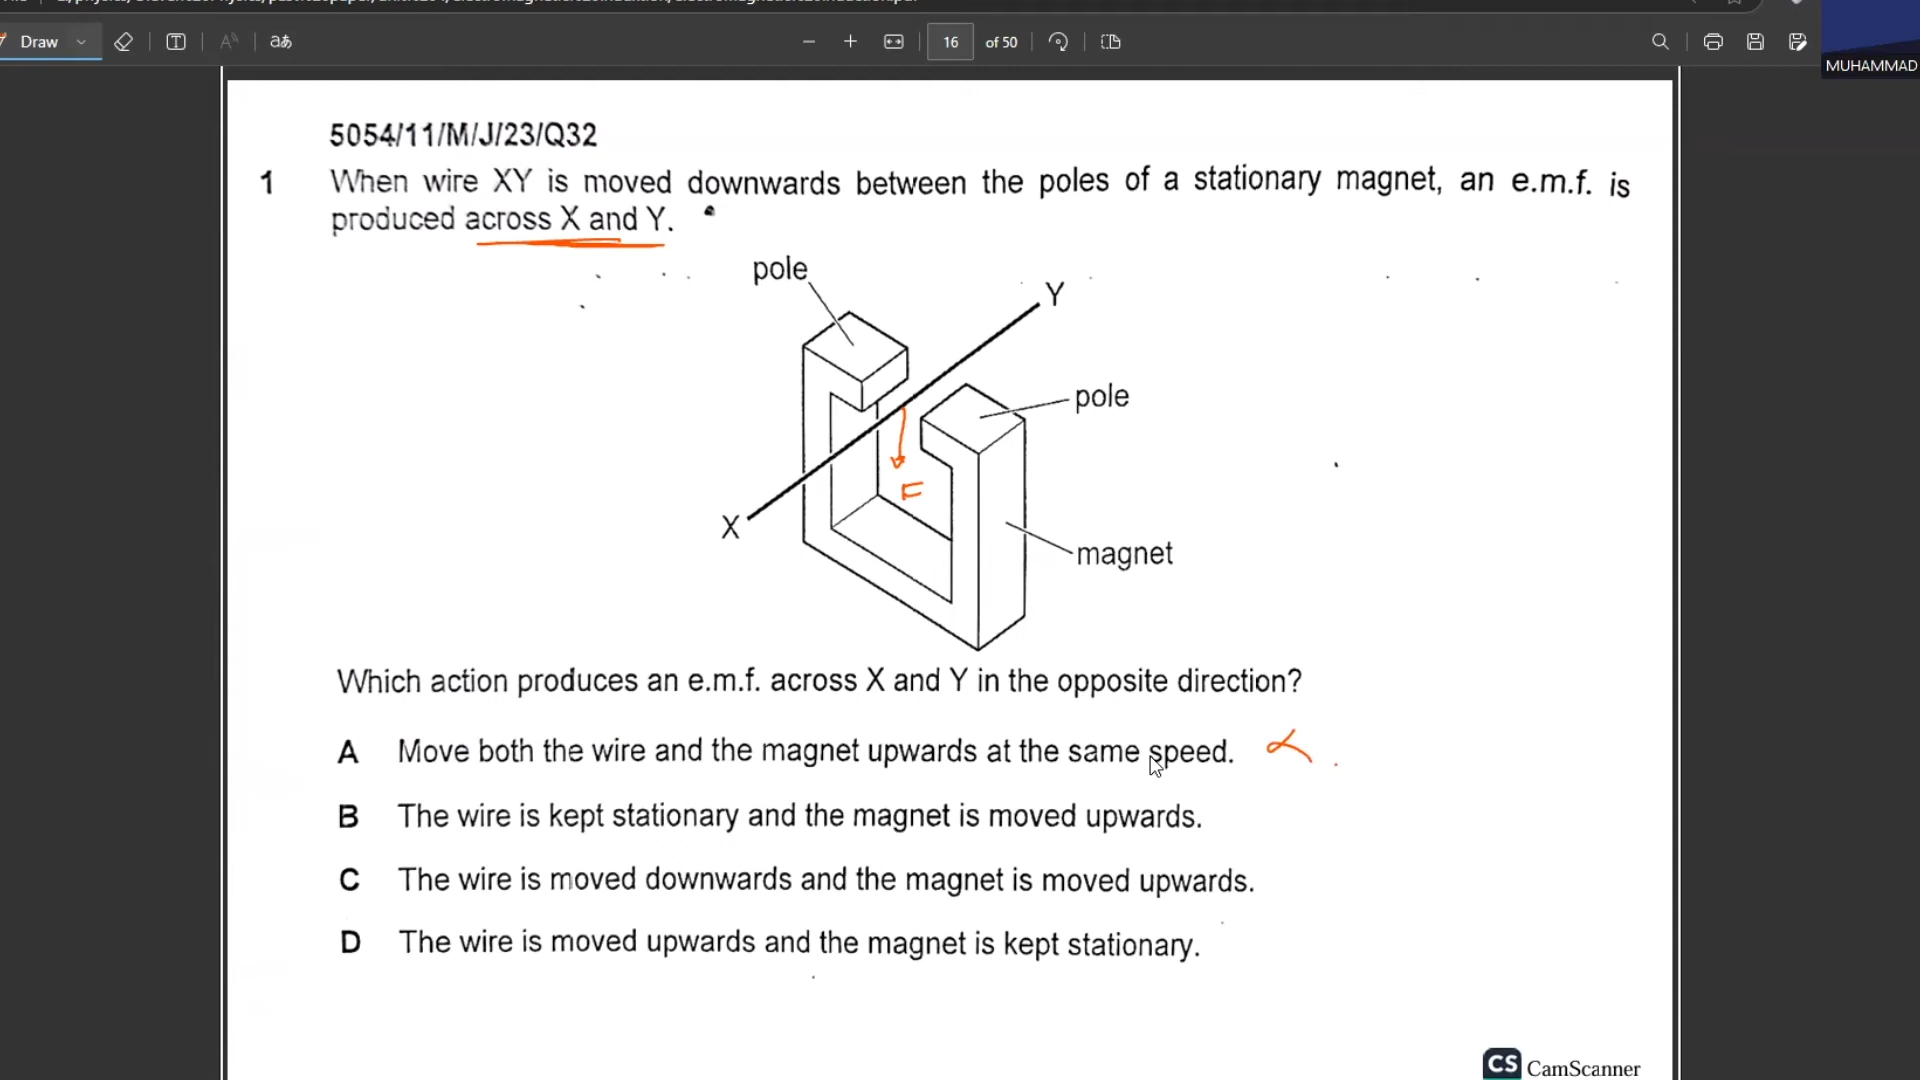 Draw
aあ
16 of 50
MUHAMMAD
5054/11/M/J/23/Q32
1 When wire XY is moved downwards between the poles of a stationary magnet, an e.m.f. is
produced across X and Y.
pole
Y
pole
F
X
magnet
Which action produces an e.m.f. across X and Y in the opposite direction?
A Move both the wire and the magnet upwards at the same speed.
B The wire is kept stationary and the magnet is moved upwards.
C The wire is moved downwards and the magnet is moved upwards.
D The wire is moved upwards and the magnet is kept stationary.
CS CamScanner